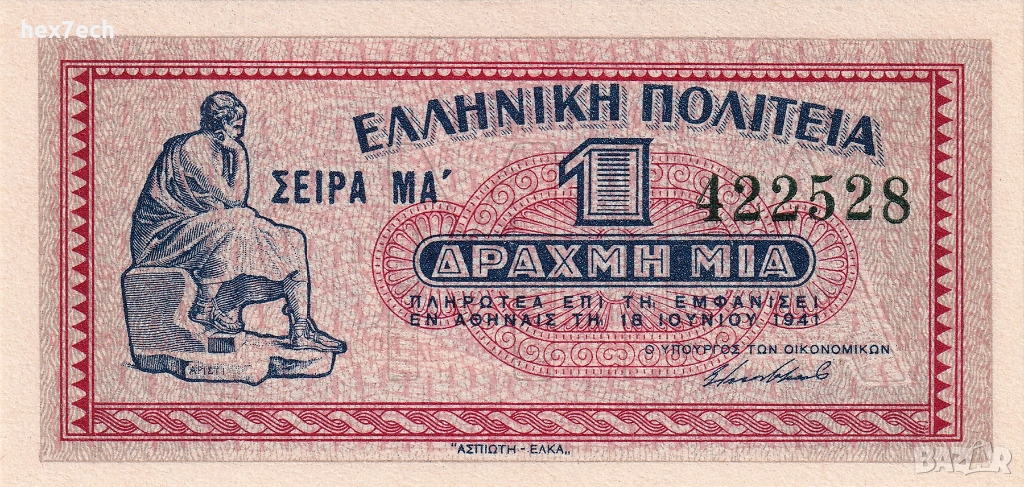 hex7ech
ΕΛΛΗΝΙΚΗ ΠΟΛΙΤΕΙΑ
ΣΕΙΡΑ ΜΑ΄
1
422528
ΔΡΑΧΜΗ ΜΙΑ
ΠΛΗΡΩΤΕΑ ΕΠΙ ΤΗ ΕΜΦΑΝΙΣΕΙ
ΕΝ ΑΘΗΝΑΙΣ ΤΗ 18 ΙΟΥΝΙΟΥ 1941
Ο ΥΠΟΥΡΓΟΣ ΤΩΝ ΟΙΚΟΝΟΜΙΚΩΝ
"ΑΣΠΙΩΤΗ - ΕΛΚΑ„
BAZAR